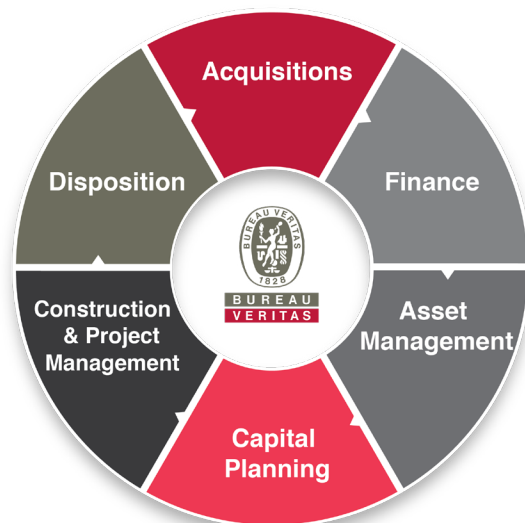 Acquisitions
Finance
Asset
Management
Capital
Planning
Construction
& Project
Management
Disposition
BUREAU VERITAS
1828
BUREAU
VERITAS